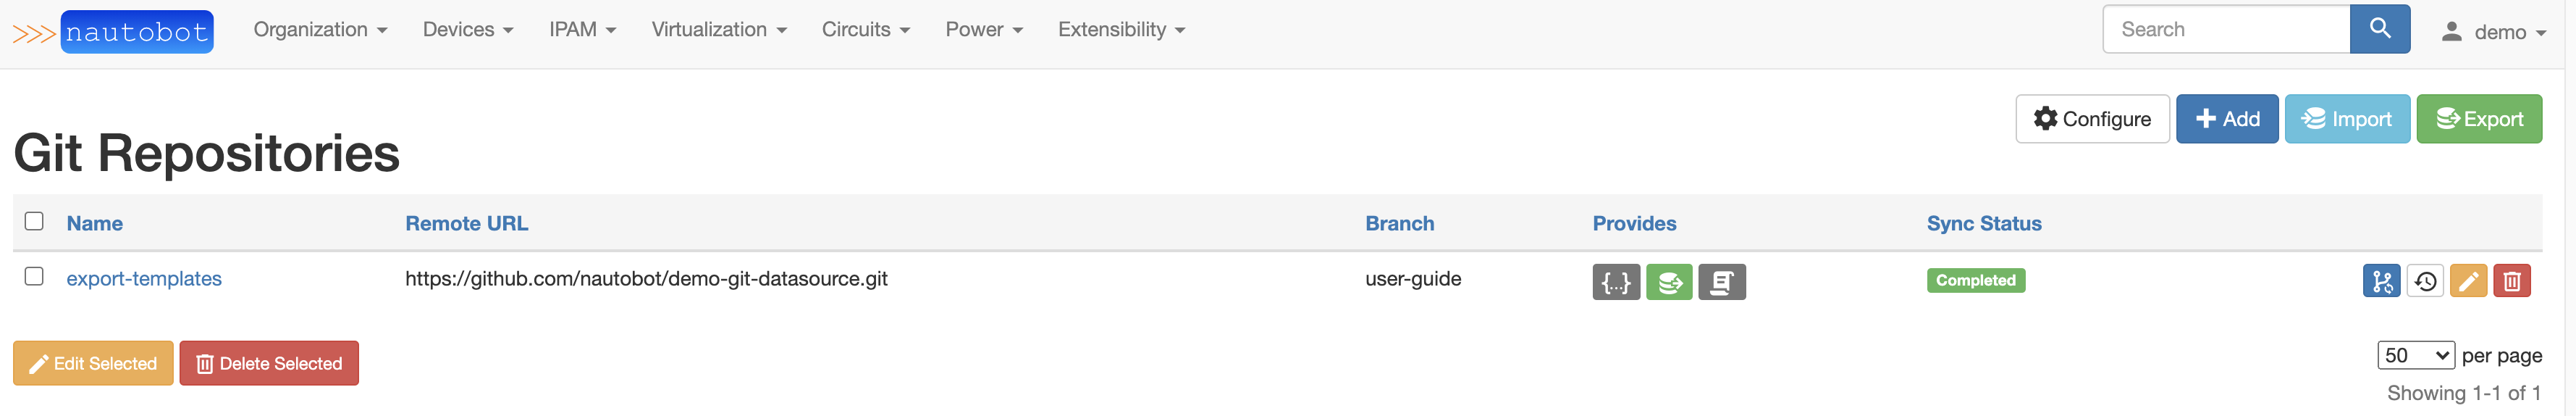 >>> nautobot Organization Devices IPAM Virtualization Circuits Power Extensibility Search demo
Configure Add Import Export
Git Repositories
Name Remote URL Branch Provides Sync Status
export-templates https://github.com/nautobot/demo-git-datasource.git user-guide {...} Completed
Edit Selected Delete Selected 50 per page
Showing 1-1 of 1